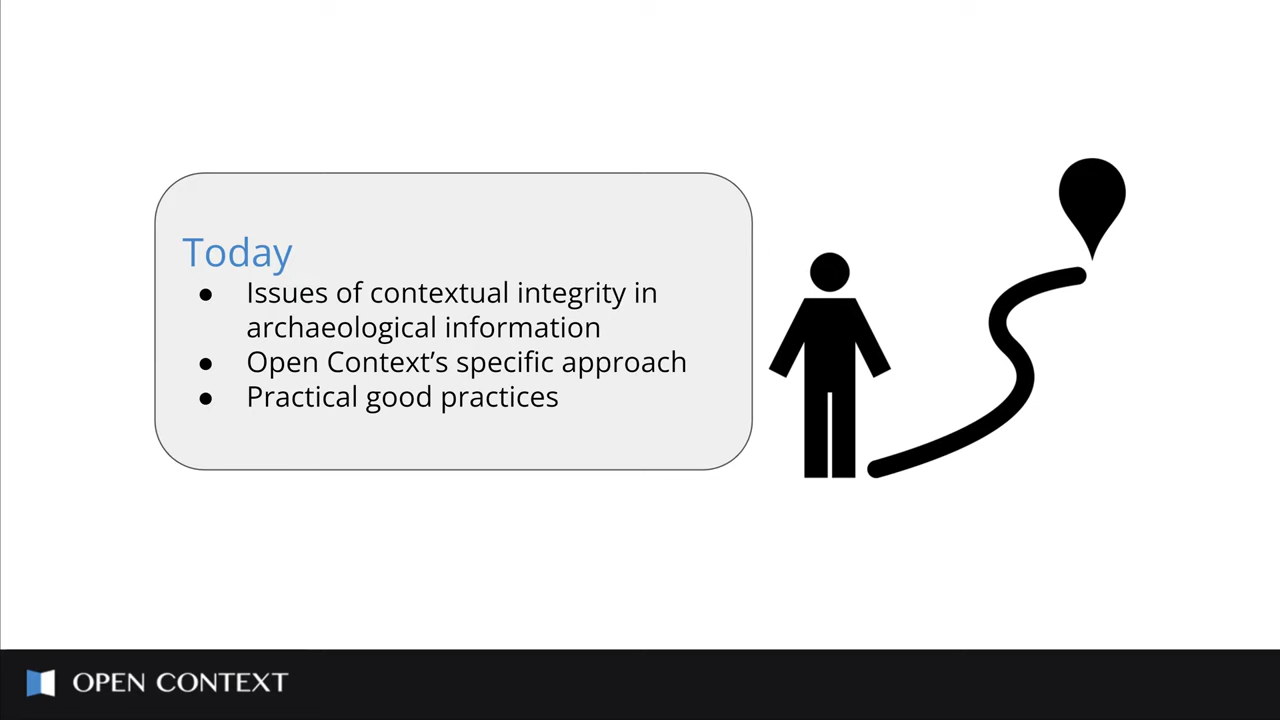 Today
● Issues of contextual integrity in
archaeological information
● Open Context’s specific approach
● Practical good practices
OPEN CONTEXT